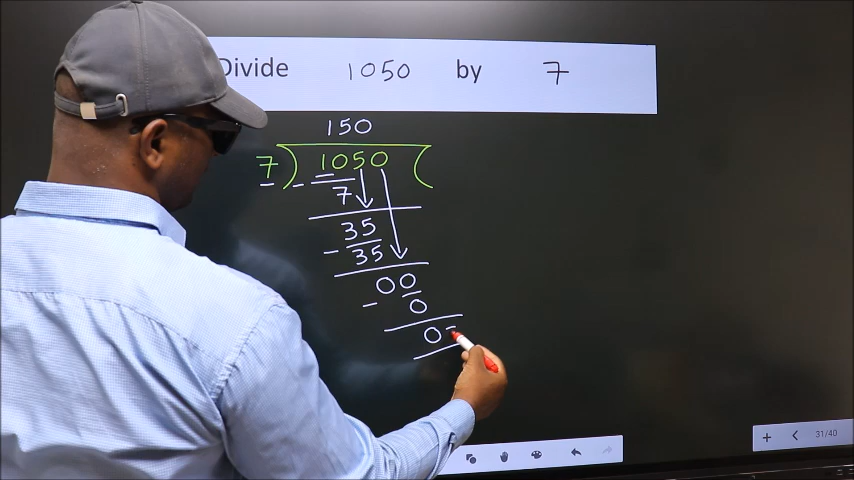 Divide 1050 by 7
150
7 ) 1050 (
- 7
35
- 35
00
- 0
0 =
+ < 31/40 >